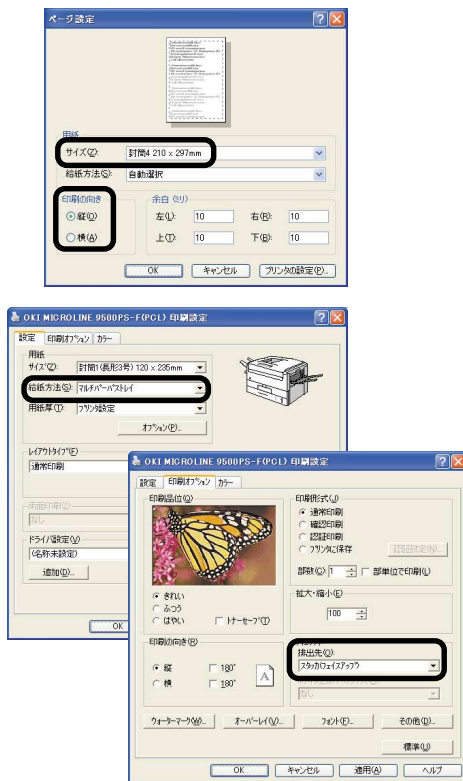 ページ設定
用紙
サイズ(Z): 封筒4 210 x 297mm
給紙方法(S): 自動選択
印刷の向き
縦(O)
横(A)
余白 (ミリ)
左(L): 10 右(R): 10
上(T): 10 下(B): 10
OK キャンセル プリンタの設定(P)...
OKI MICROLINE 9500PS-F(PCL) 印刷設定
設定 印刷オプション カラー
用紙
サイズ(Z): 封筒1(長形3号) 120 x 235mm
給紙方法(S): マルチパーパストレイ
用紙厚(T): プリンタ設定
オプション(P)...
レイアウトタイプ(E)
通常印刷
両面印刷(2)
なし
ドライバ設定(V)
(名称未設定)
追加(D)...
OK
OKI MICROLINE 9500PS-F(PCL) 印刷設定
設定 印刷オプション カラー
印刷品位(Q)
きれい
ふつう
はやい トナーセーブ(T)
印刷形式(J)
通常印刷
確認印刷
認証印刷
プリンタに保存
部数(C) 1 部単位で印刷(L)
拡大・縮小(E)
100
印刷の向き(R)
縦 180°
横 180°
A
排出先(O):
スタッカ(フェイスアップ)
なし
ウォーターマーク(W)... オーバーレイ(V)... フォント(F)... その他(Q)...
標準(U)
OK キャンセル 適用(A) ヘルプ